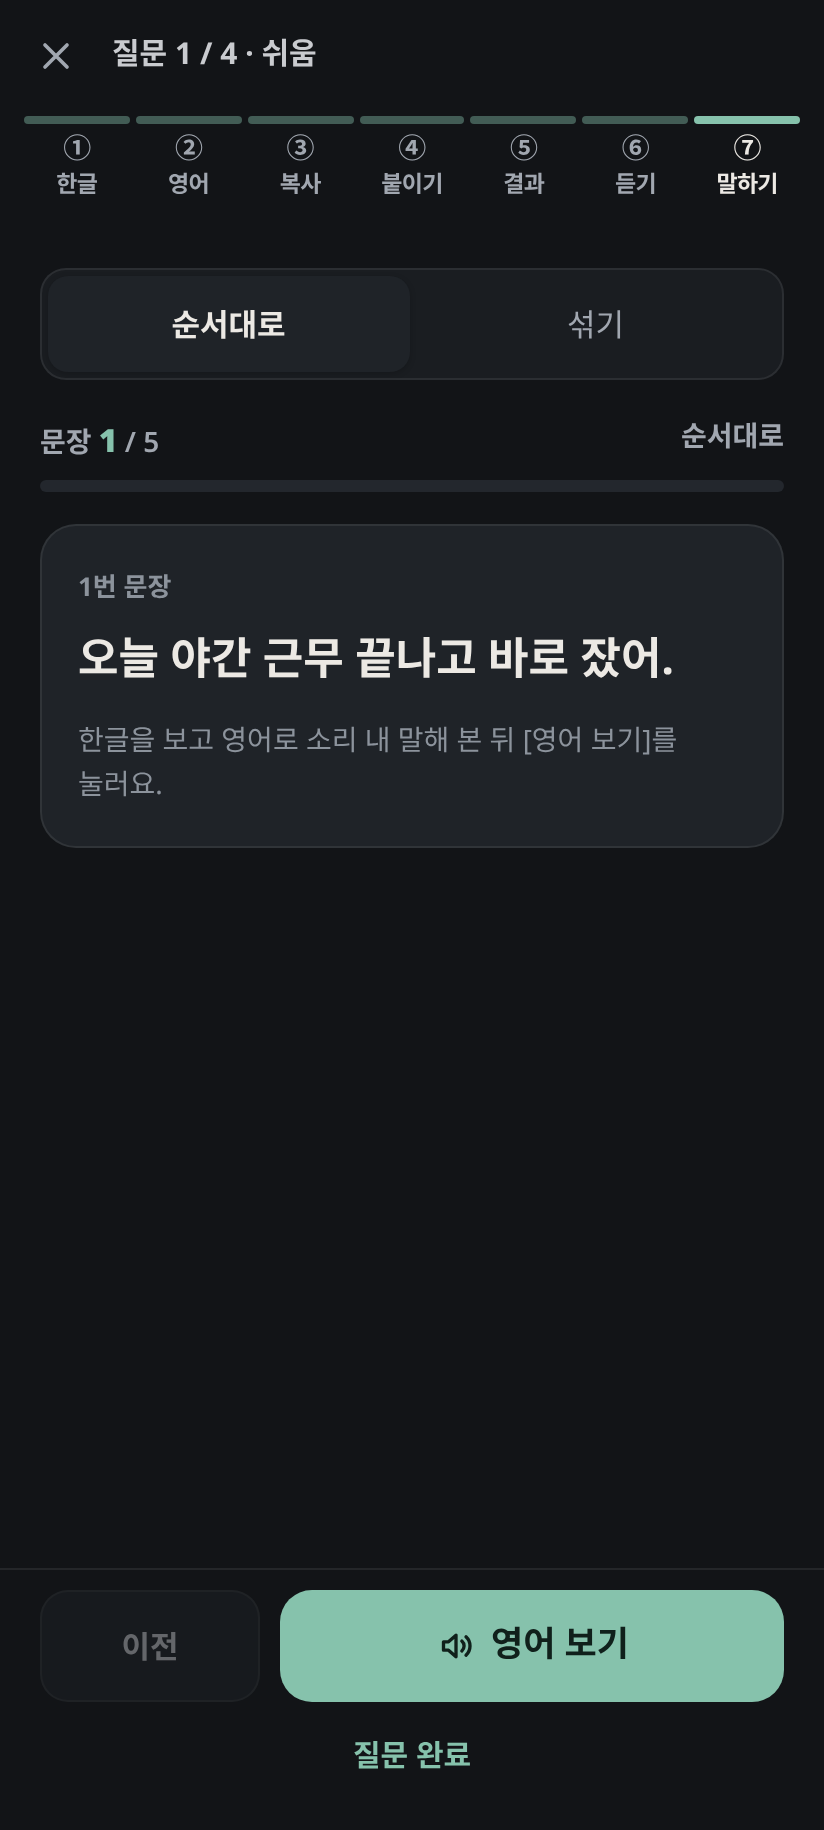 질문 1 / 4 · 쉬움
① ② ③ ④ ⑤ ⑥ ⑦
한글 영어 복사 붙이기 결과 듣기 말하기
순서대로 섞기
문장 1 / 5 순서대로
1번 문장
오늘 야간 근무 끝나고 바로 잤어.
한글을 보고 영어로 소리 내 말해 본 뒤 [영어 보기]를
눌러요.
이전 영어 보기
질문 완료